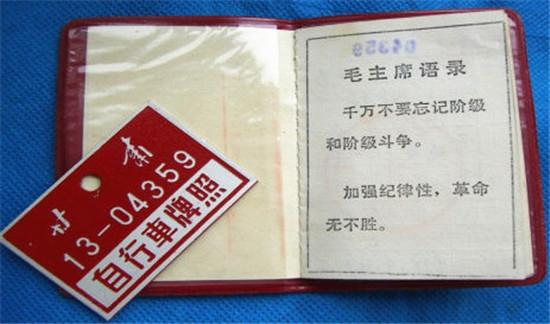 甘肃
13-04359
自行車牌照
04359
毛主席语录
千万不要忘记阶级
和阶级斗争。
加强纪律性，革命
无不胜。